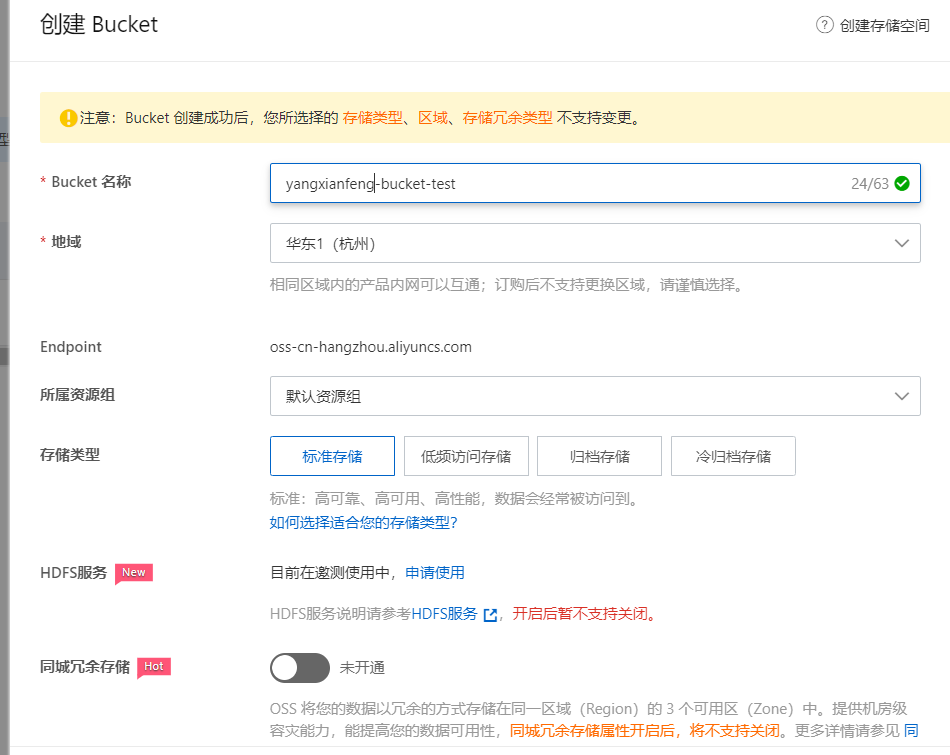 创建 Bucket
? 创建存储空间
注意：Bucket 创建成功后，您所选择的 存储类型、区域、存储冗余类型 不支持变更。
型
* Bucket 名称
yangxianfeng-bucket-test 24/63
* 地域
华东1（杭州）
相同区域内的产品内网可以互通；订购后不支持更换区域，请谨慎选择。
Endpoint
oss-cn-hangzhou.aliyuncs.com
所属资源组
默认资源组
存储类型
标准存储 低频访问存储 归档存储 冷归档存储
标准：高可靠、高可用、高性能，数据会经常被访问到。
如何选择适合您的存储类型？
HDFS服务 New
目前在邀测使用中，申请使用
HDFS服务说明请参考HDFS服务，开启后暂不支持关闭。
同城冗余存储 Hot
未开通
OSS 将您的数据以冗余的方式存储在同一区域（Region）的 3 个可用区（Zone）中。提供机房级
容灾能力，能提高您的数据可用性，同城冗余存储属性开启后，将不支持关闭。更多详情请参见 同